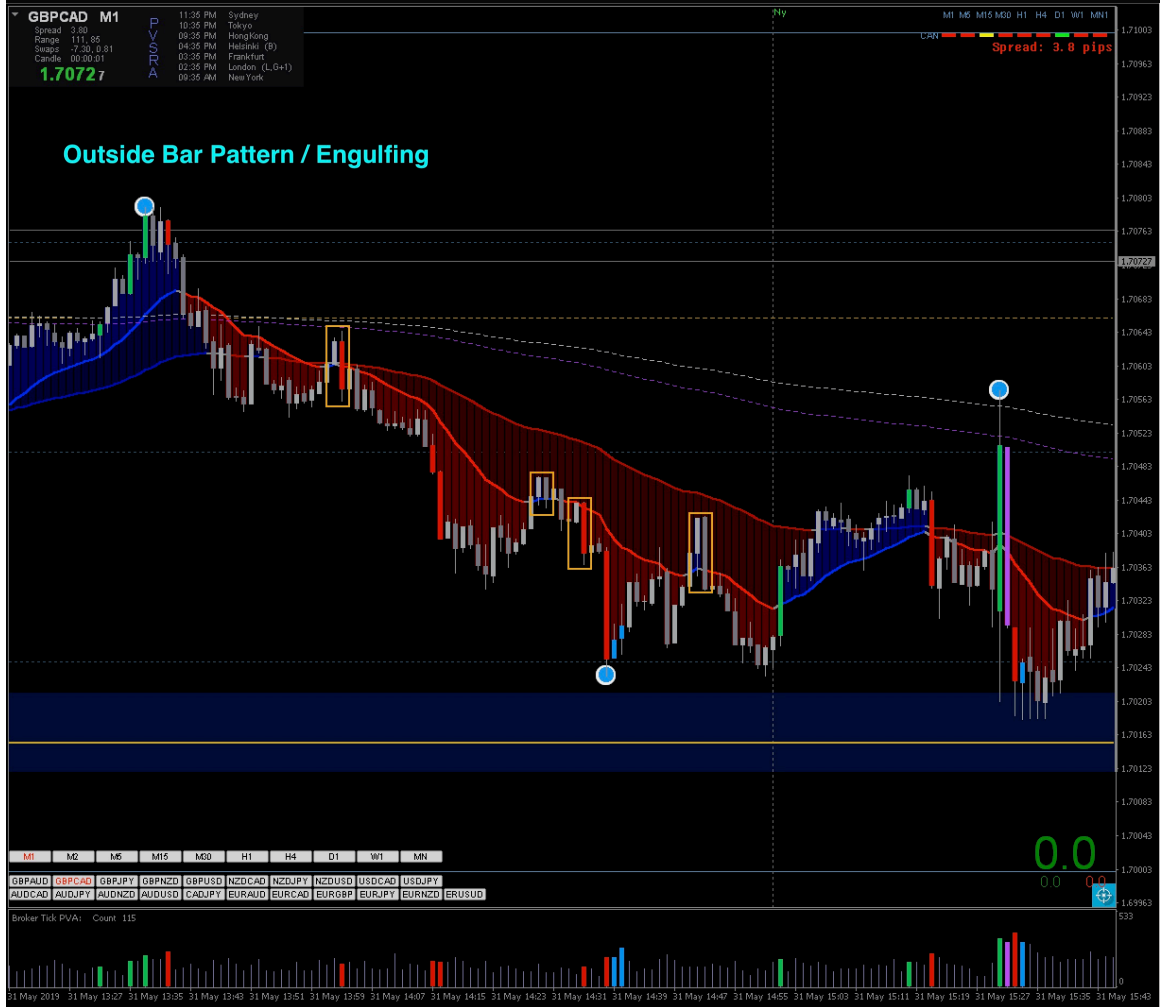 GBPCAD M1
Spread 3.80
Range 111, 85
Swaps -7.30, 0.81
Candle 00:00:01
1.70727
P
V
S
R
A
11:35 PM Sydney
10:35 PM Tokyo
09:35 PM HongKong
04:35 PM Helsinki (B)
03:35 PM Frankfurt
02:35 PM London (L,G+1)
09:35 AM NewYork
Ny
M1 M5 M15 M30 H1 H4 D1 W1 MN1
CAN
Spread: 3.8 pips
Outside Bar Pattern / Engulfing
1.71003
1.70963
1.70923
1.70883
1.70843
1.70803
1.70763
1.70727
1.70683
1.70643
1.70603
1.70563
1.70523
1.70483
1.70443
1.70403
1.70363
1.70323
1.70283
1.70243
1.70203
1.70163
1.70123
1.70083
1.70043
1.70003
1.69963
0.0
0.0 0.0
M1 M2 M5 M15 M30 H1 H4 D1 W1 MN
GBPAUD GBPCAD GBPJPY GBPNZD GBPUSD NZDCAD NZDJPY NZDUSD USDCAD USDJPY
AUDCAD AUDJPY AUDNZD AUDUSD CADJPY EURAUD EURCAD EURGBP EURJPY EURNZD ERUSUD
Broker Tick PVA: Count 115
533
0
31 May 2019 31 May 13:27 31 May 13:35 31 May 13:43 31 May 13:51 31 May 13:59 31 May 14:07 31 May 14:15 31 May 14:23 31 May 14:31 31 May 14:39 31 May 14:47 31 May 14:55 31 May 15:03 31 May 15:11 31 May 15:19 31 May 15:27 31 May 15:35 31 May 15:43